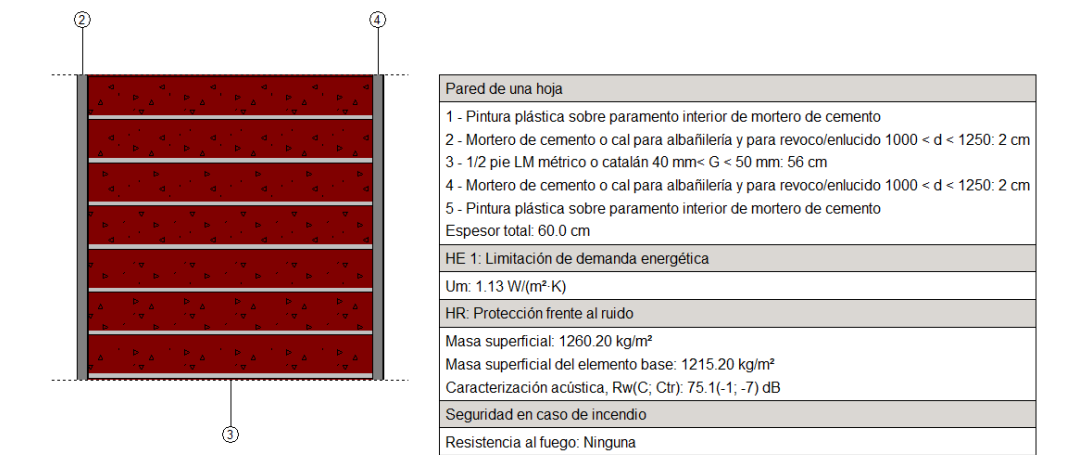 2
4
3
Pared de una hoja
1 - Pintura plástica sobre paramento interior de mortero de cemento
2 - Mortero de cemento o cal para albañilería y para revoco/enlucido 1000 < d < 1250: 2 cm
3 - 1/2 pie LM métrico o catalán 40 mm< G < 50 mm: 56 cm
4 - Mortero de cemento o cal para albañilería y para revoco/enlucido 1000 < d < 1250: 2 cm
5 - Pintura plástica sobre paramento interior de mortero de cemento
Espesor total: 60.0 cm
HE 1: Limitación de demanda energética
Um: 1.13 W/(m²·K)
HR: Protección frente al ruido
Masa superficial: 1260.20 kg/m²
Masa superficial del elemento base: 1215.20 kg/m²
Caracterización acústica, Rw(C; Ctr): 75.1(-1; -7) dB
Seguridad en caso de incendio
Resistencia al fuego: Ninguna